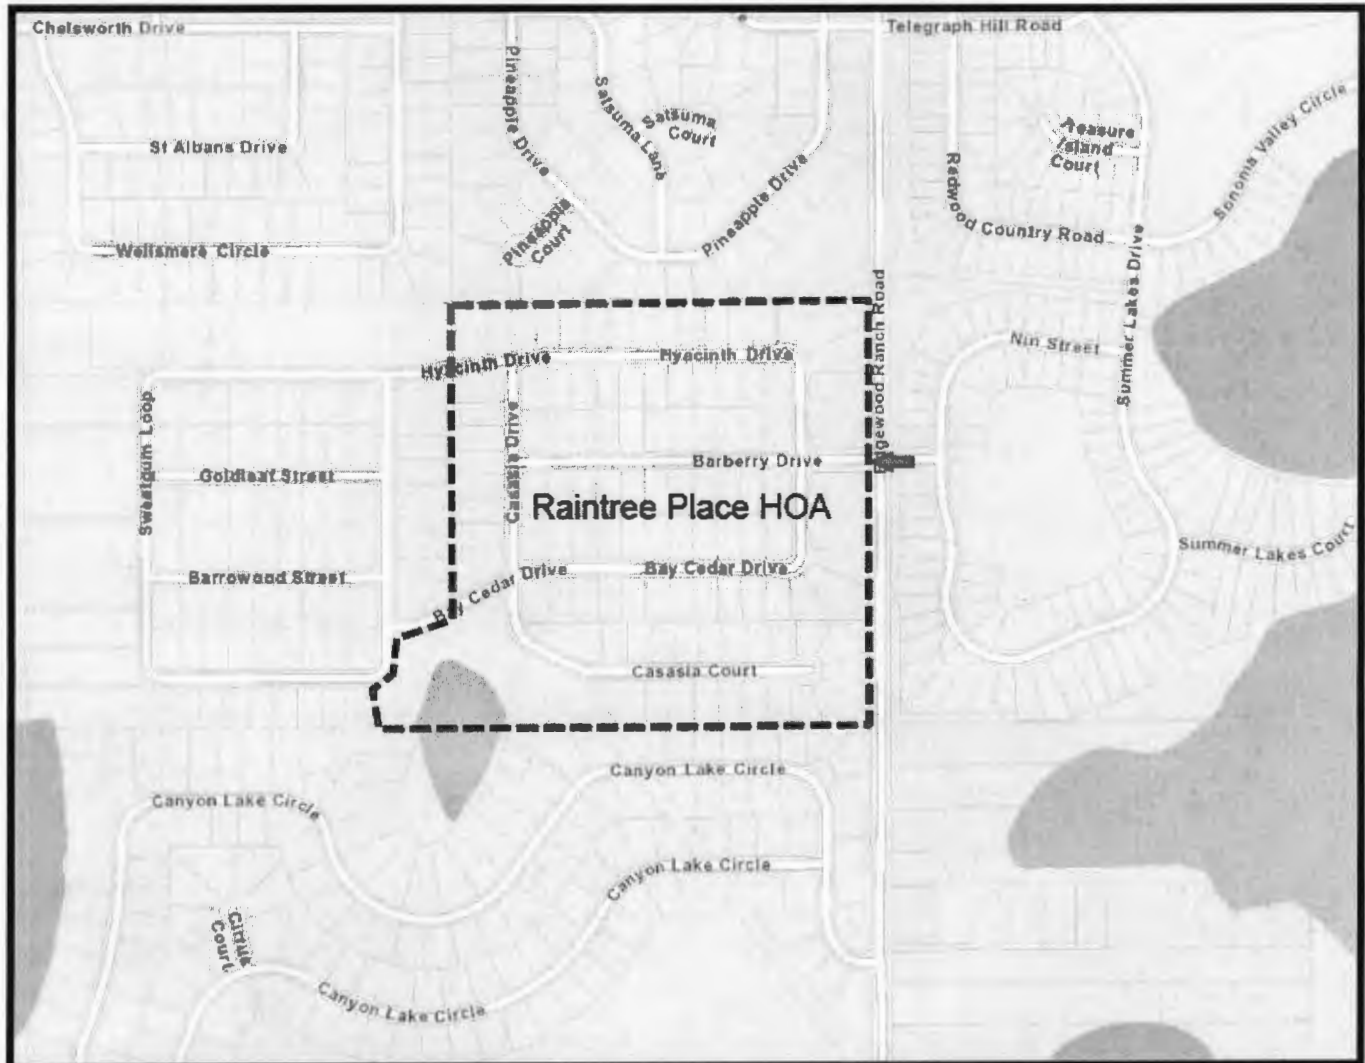 Chelsworth Drive
Telegraph Hill Road
Pineapple Drive
Satsuma Lane
Satsuma
Court
Treasure
Island
Court
Sonoma Valley Circle
St Albans Drive
Redwood Country Road
Pineapple Drive
Pineapple
Court
Wellsmere Circle
Summer Lakes Drive
Ridgewood Ranch Road
Nin Street
Hyacinth Drive
Hyacinth Drive
Sweetgum Loop
Casasia Drive
Goldleaf Street
Barberry Drive
Raintree Place HOA
Summer Lakes Court
Barrowood Street
Bay Cedar Drive
Bay Cedar Drive
Casasia Court
Canyon Lake Circle
Canyon Lake Circle
Canyon Lake Circle
Citrus
Court
Canyon Lake Circle